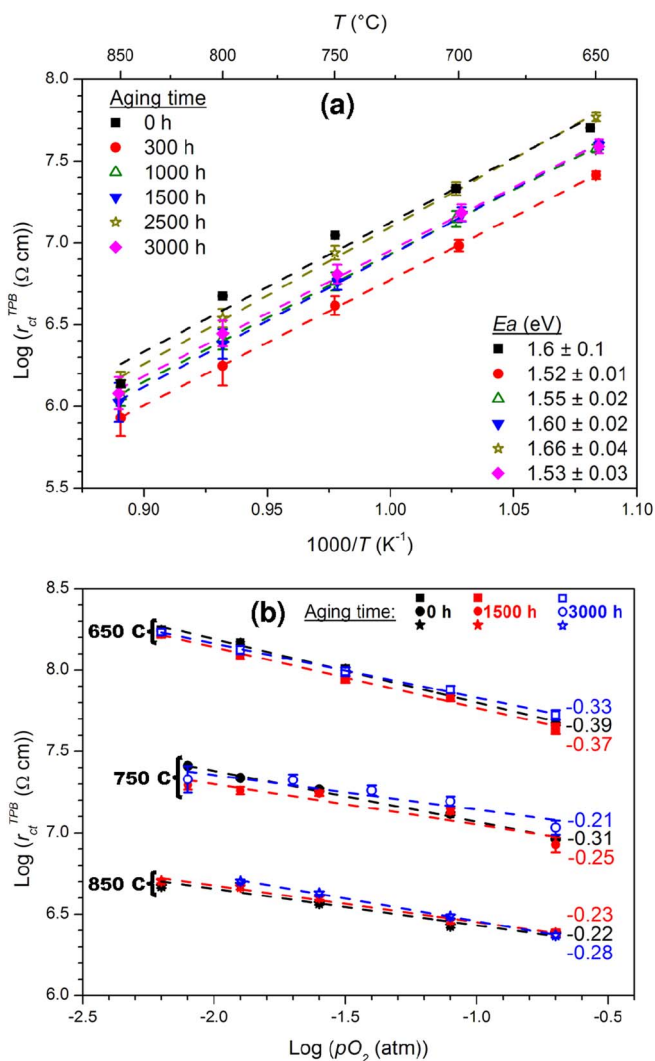 T (°C)
850 800 750 700 650
8.0
7.5
7.0
6.5
6.0
5.5
Log (r_ct^TPB (Ω cm))
(a)
Aging time
0 h
300 h
1000 h
1500 h
2500 h
3000 h
Ea (eV)
1.6 ± 0.1
1.52 ± 0.01
1.55 ± 0.02
1.60 ± 0.02
1.66 ± 0.04
1.53 ± 0.03
0.90 0.95 1.00 1.05 1.10
1000/T (K⁻¹)
8.5
8.0
7.5
7.0
6.5
6.0
Log (r_ct^TPB (Ω cm))
(b)
Aging time: 0 h 1500 h 3000 h
650 C
-0.33
-0.39
-0.37
750 C
-0.21
-0.31
-0.25
850 C
-0.23
-0.22
-0.28
-2.5 -2.0 -1.5 -1.0 -0.5
Log (pO₂ (atm))